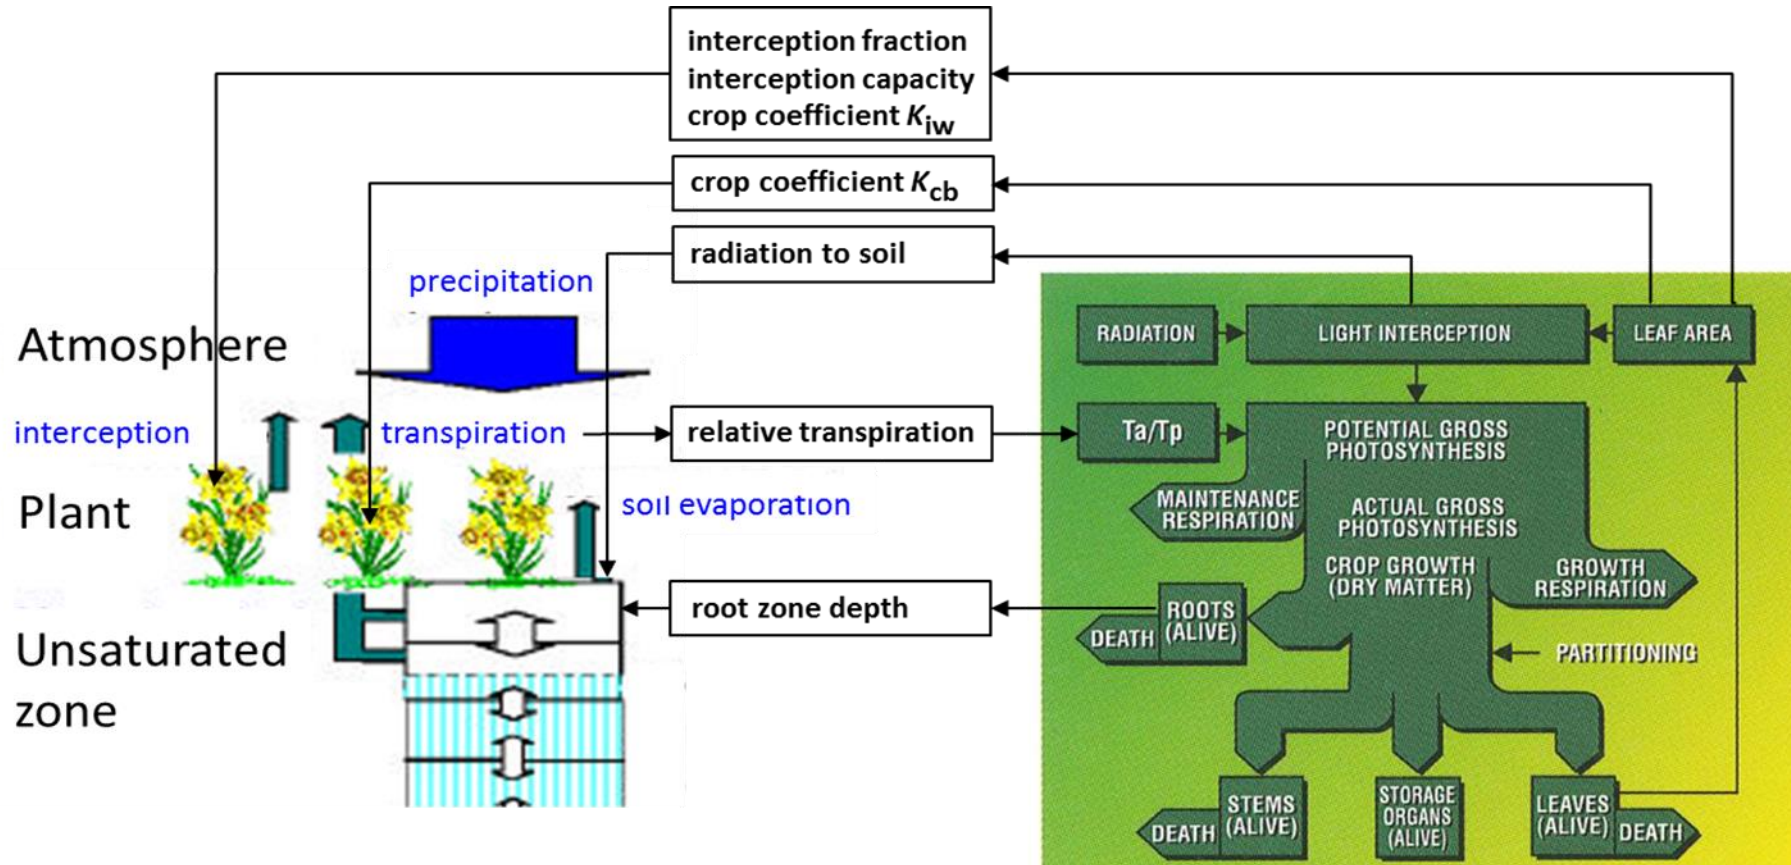 interception fraction
interception capacity
crop coefficient Kiw
crop coefficient Kcb
radiation to soil
precipitation
Atmosphere
interception
transpiration
relative transpiration
Plant
soil evaporation
root zone depth
Unsaturated
zone
RADIATION
LIGHT INTERCEPTION
LEAF AREA
Ta/Tp
POTENTIAL GROSS
PHOTOSYNTHESIS
MAINTENANCE
RESPIRATION
ACTUAL GROSS
PHOTOSYNTHESIS
CROP GROWTH
(DRY MATTER)
GROWTH
RESPIRATION
ROOTS
(ALIVE)
DEATH
PARTITIONING
STEMS
(ALIVE)
DEATH
STORAGE
ORGANS
(ALIVE)
LEAVES
(ALIVE)
DEATH